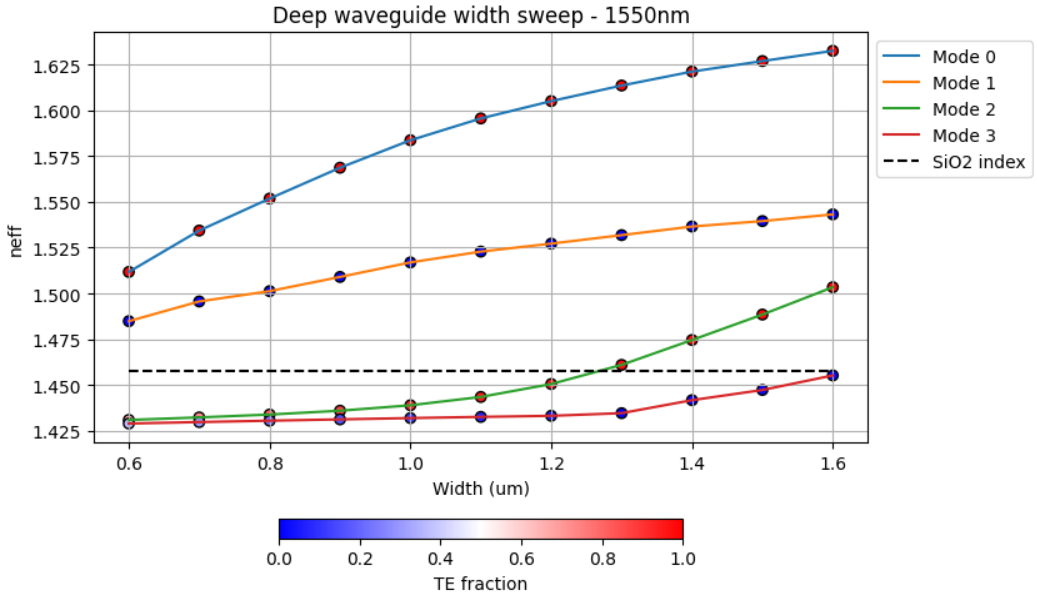 Deep waveguide width sweep - 1550nm
neff
1.625
1.600
1.575
1.550
1.525
1.500
1.475
1.450
1.425
0.6 0.8 1.0 1.2 1.4 1.6
Width (um)
Mode 0
Mode 1
Mode 2
Mode 3
SiO2 index
0.0 0.2 0.4 0.6 0.8 1.0
TE fraction